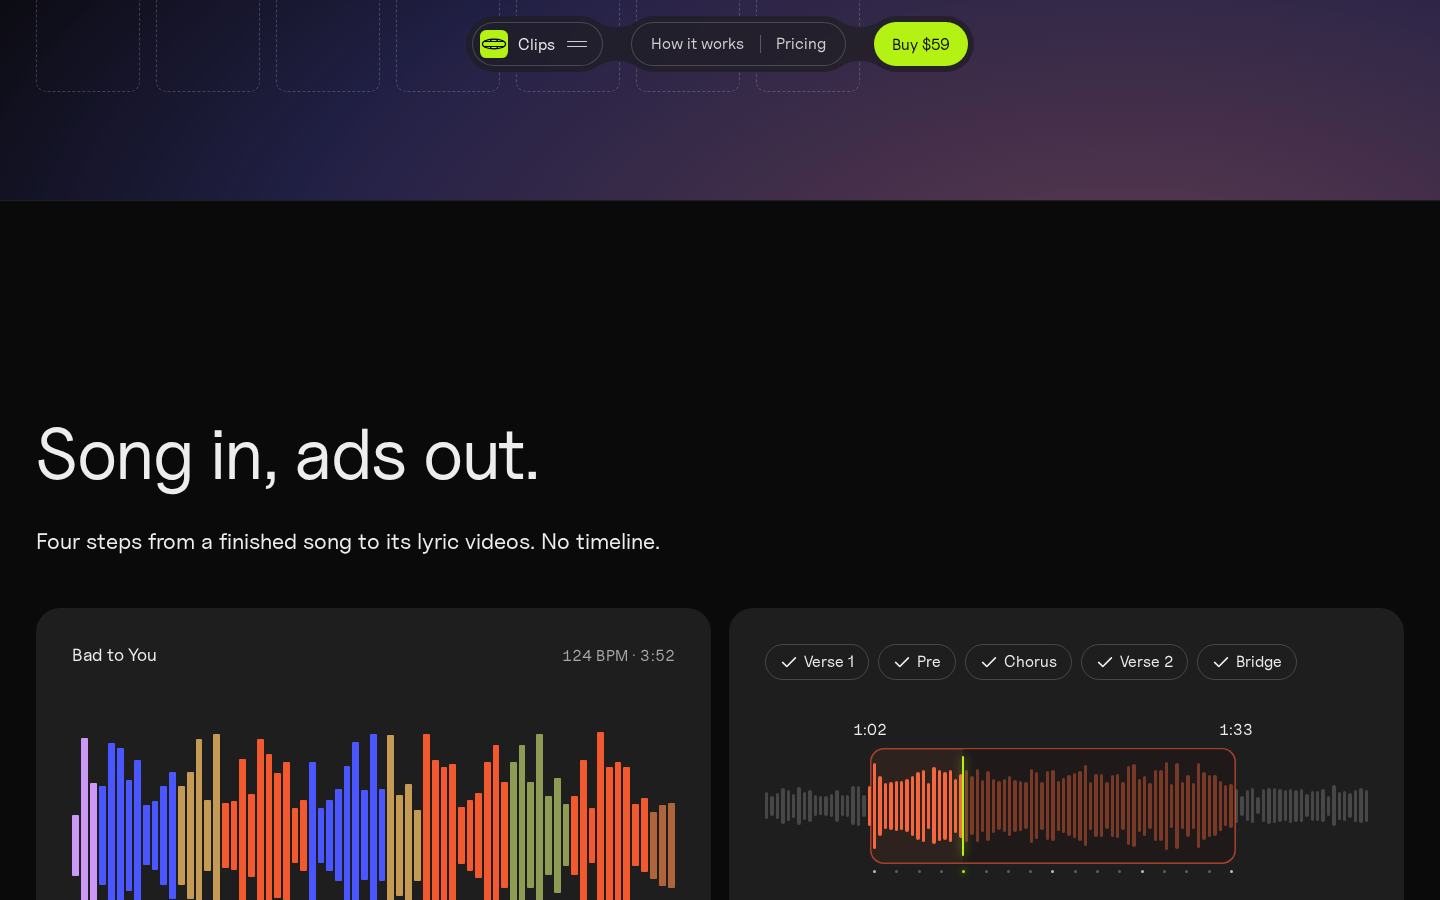 Clips
How it works
Pricing
Buy $59
Song in, ads out.
Four steps from a finished song to its lyric videos. No timeline.
Bad to You
124 BPM · 3:52
Verse 1
Pre
Chorus
Verse 2
Bridge
1:02
1:33